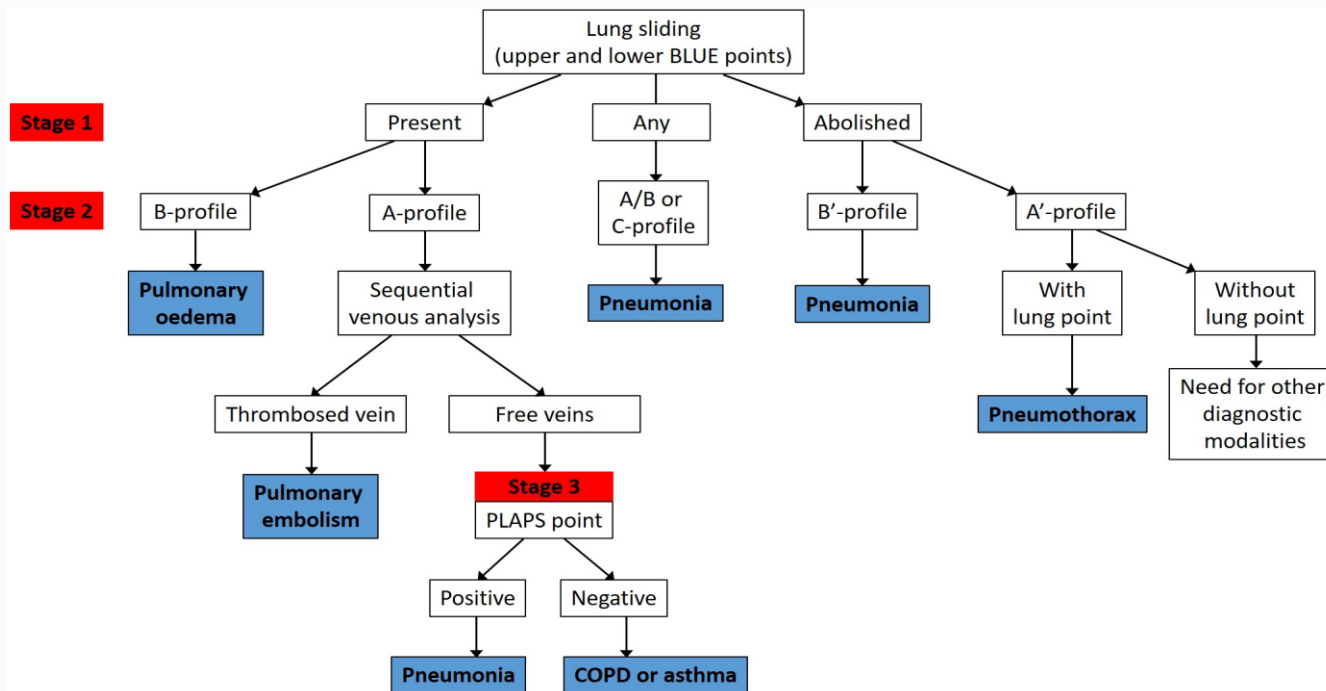 Lung sliding
(upper and lower BLUE points)
Stage 1
Present
Any
Abolished
Stage 2
B-profile
A-profile
A/B or
C-profile
B’-profile
A’-profile
Pulmonary
oedema
Sequential
venous analysis
Pneumonia
Pneumonia
With
lung point
Without
lung point
Thrombosed vein
Free veins
Pneumothorax
Need for other
diagnostic
modalities
Pulmonary
embolism
Stage 3
PLAPS point
Positive
Negative
Pneumonia
COPD or asthma